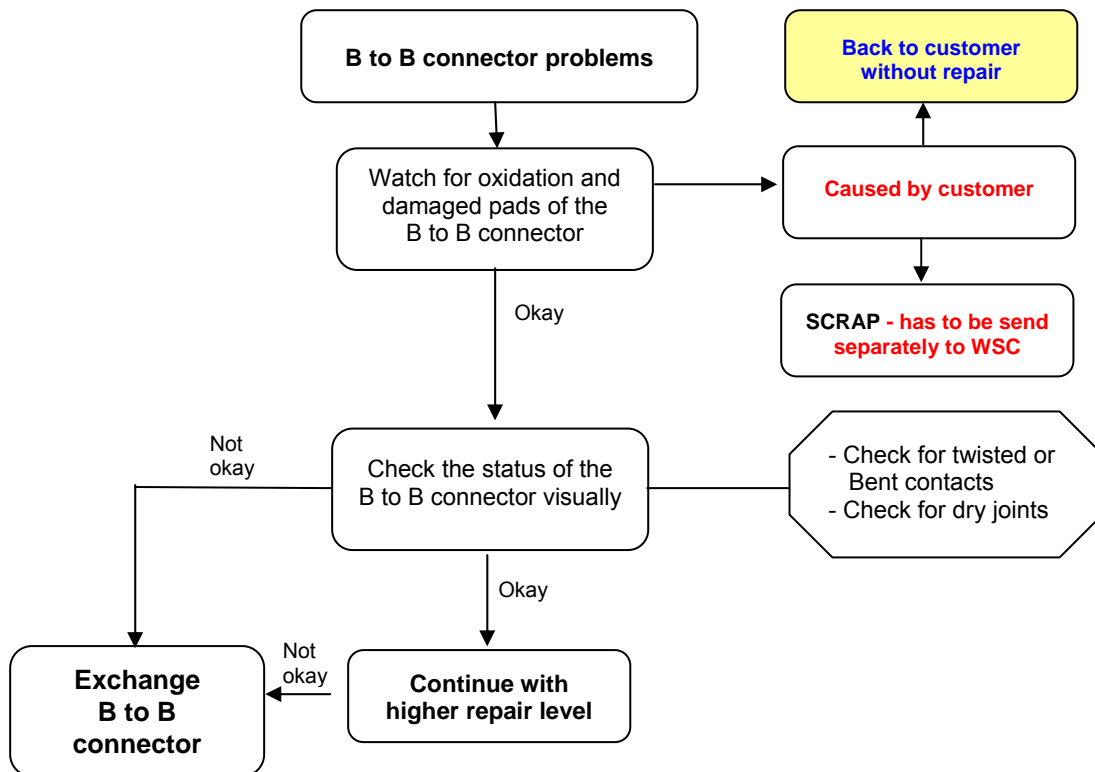 B to B connector problems
Back to customer
without repair
Watch for oxidation and
damaged pads of the
B to B connector
Caused by customer
Okay
SCRAP - has to be send
separately to WSC
Not
okay
Check the status of the
B to B connector visually
- Check for twisted or
Bent contacts
- Check for dry joints
Okay
Exchange
B to B
connector
Not
okay
Continue with
higher repair level